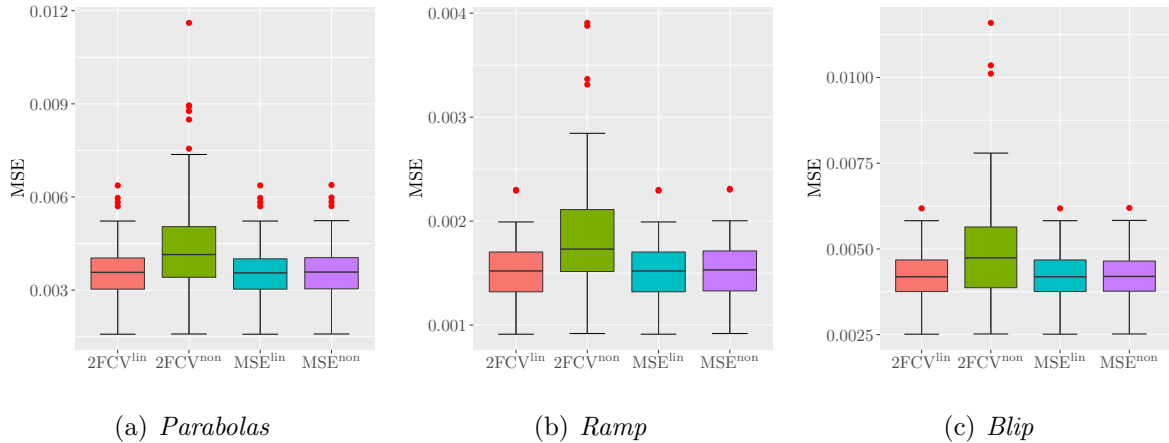 0.012
0.009
0.006
0.003
MSE
2FCV^lin 2FCV^non MSE^lin MSE^non
(a) Parabolas
0.004
0.003
0.002
0.001
MSE
2FCV^lin 2FCV^non MSE^lin MSE^non
(b) Ramp
0.0100
0.0075
0.0050
0.0025
MSE
2FCV^lin 2FCV^non MSE^lin MSE^non
(c) Blip